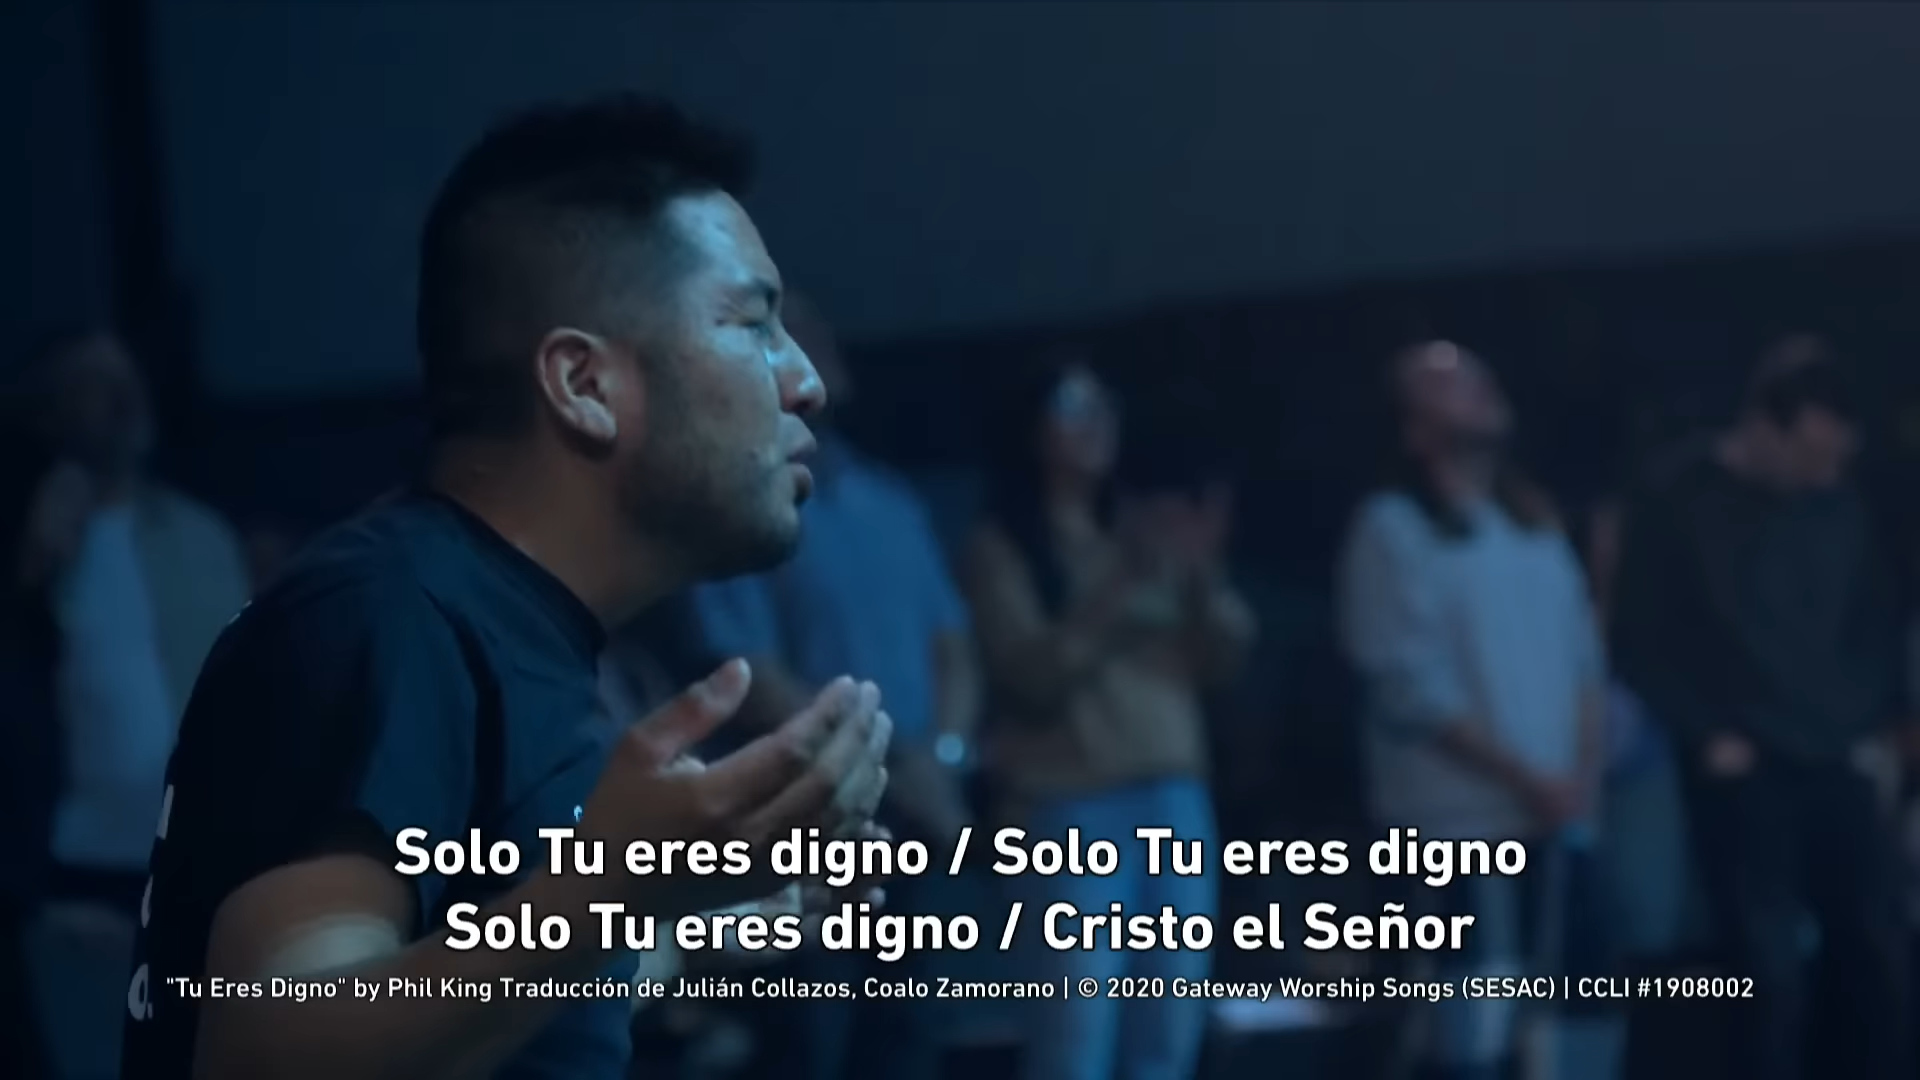 Solo Tu eres digno / Solo Tu eres digno
Solo Tu eres digno / Cristo el Señor
"Tu Eres Digno" by Phil King Traducción de Julián Collazos, Coalo Zamorano | © 2020 Gateway Worship Songs (SESAC) | CCLI #1908002